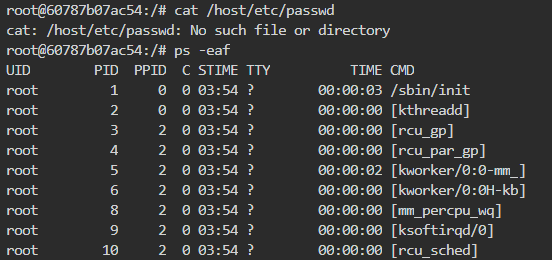 root@60787b07ac54:/# cat /host/etc/passwd
cat: /host/etc/passwd: No such file or directory
root@60787b07ac54:/# ps -eaf
UID PID PPID C STIME TTY TIME CMD
root 1 0 0 03:54 ? 00:00:03 /sbin/init
root 2 0 0 03:54 ? 00:00:00 [kthreadd]
root 3 2 0 03:54 ? 00:00:00 [rcu_gp]
root 4 2 0 03:54 ? 00:00:00 [rcu_par_gp]
root 5 2 0 03:54 ? 00:00:02 [kworker/0:0-mm_]
root 6 2 0 03:54 ? 00:00:00 [kworker/0:0H-kb]
root 8 2 0 03:54 ? 00:00:00 [mm_percpu_wq]
root 9 2 0 03:54 ? 00:00:00 [ksoftirqd/0]
root 10 2 0 03:54 ? 00:00:00 [rcu_sched]